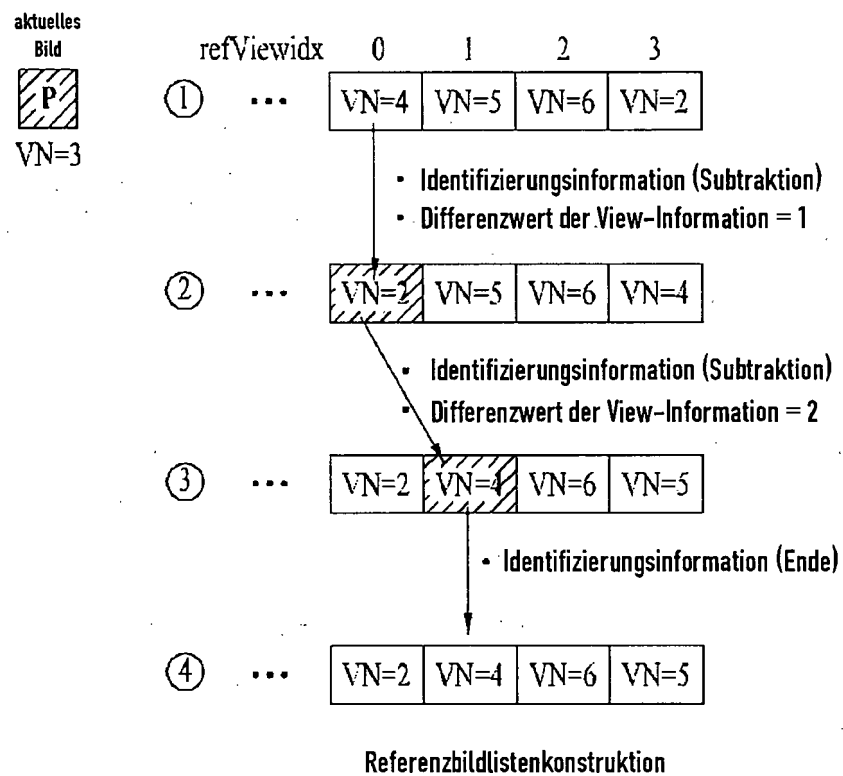 aktuelles
Bild
P
VN=3
refViewidx 0 1 2 3
① ••• VN=4 VN=5 VN=6 VN=2
• Identifizierungsinformation (Subtraktion)
• Differenzwert der View-Information = 1
② ••• VN=2 VN=5 VN=6 VN=4
• Identifizierungsinformation (Subtraktion)
• Differenzwert der View-Information = 2
③ ••• VN=2 VN=4 VN=6 VN=5
• Identifizierungsinformation (Ende)
④ ••• VN=2 VN=4 VN=6 VN=5
Referenzbildlistenkonstruktion